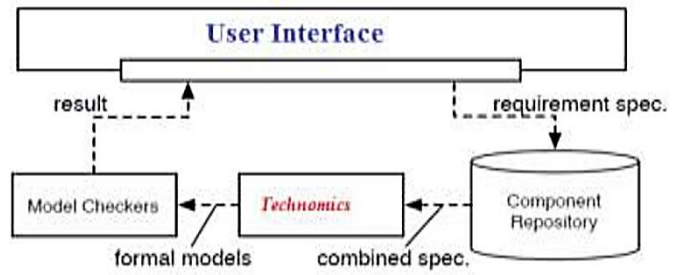 User Interface
result
requirement spec.
Model Checkers
Technomics
Component
Repository
formal models
combined spec.